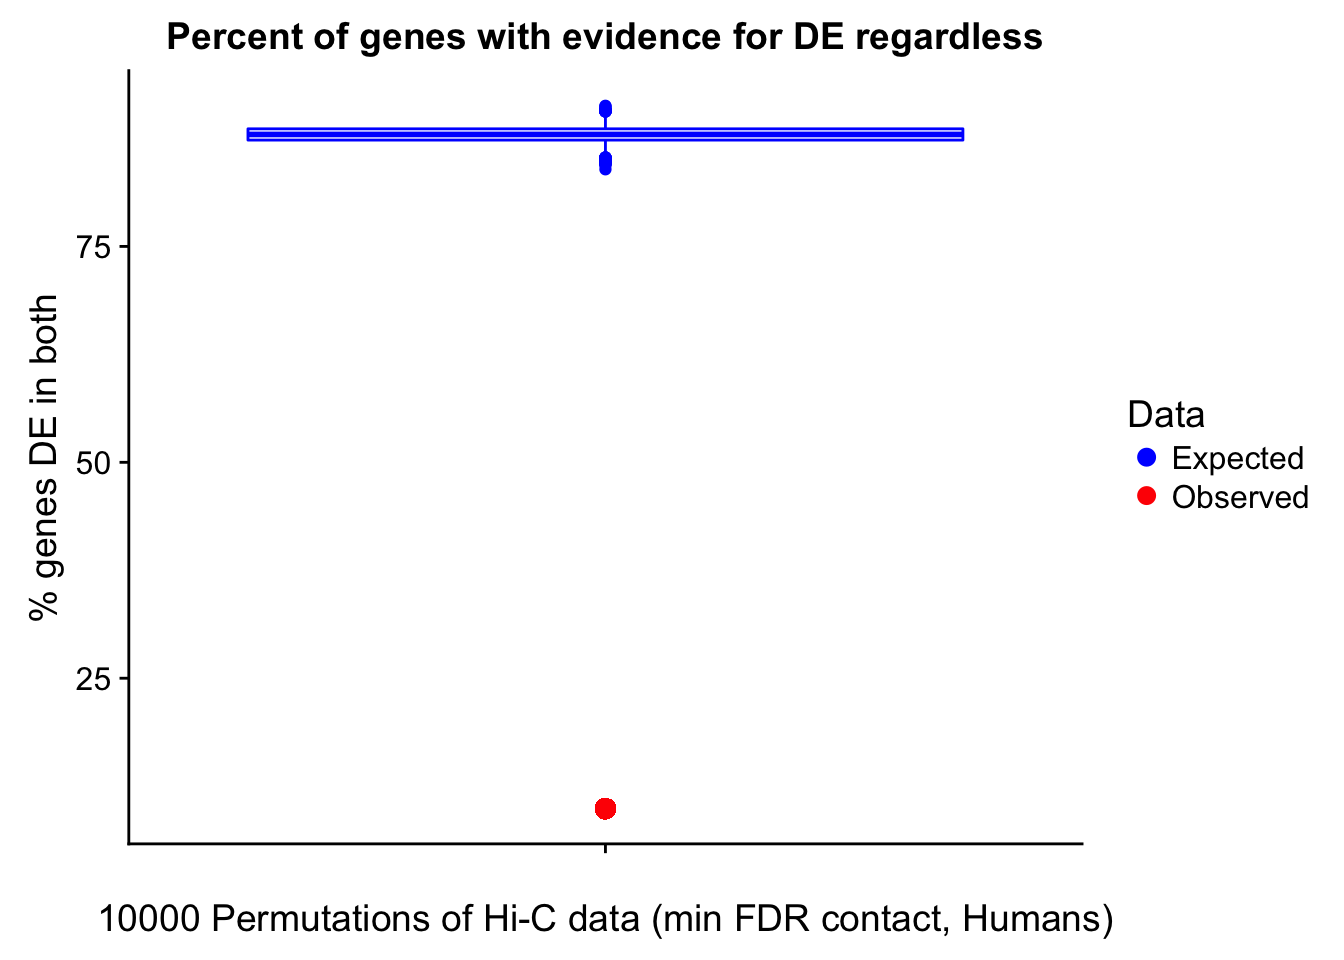 Percent of genes with evidence for DE regardless
% genes DE in both
75
50
25
Data
Expected
Observed
10000 Permutations of Hi-C data (min FDR contact, Humans)